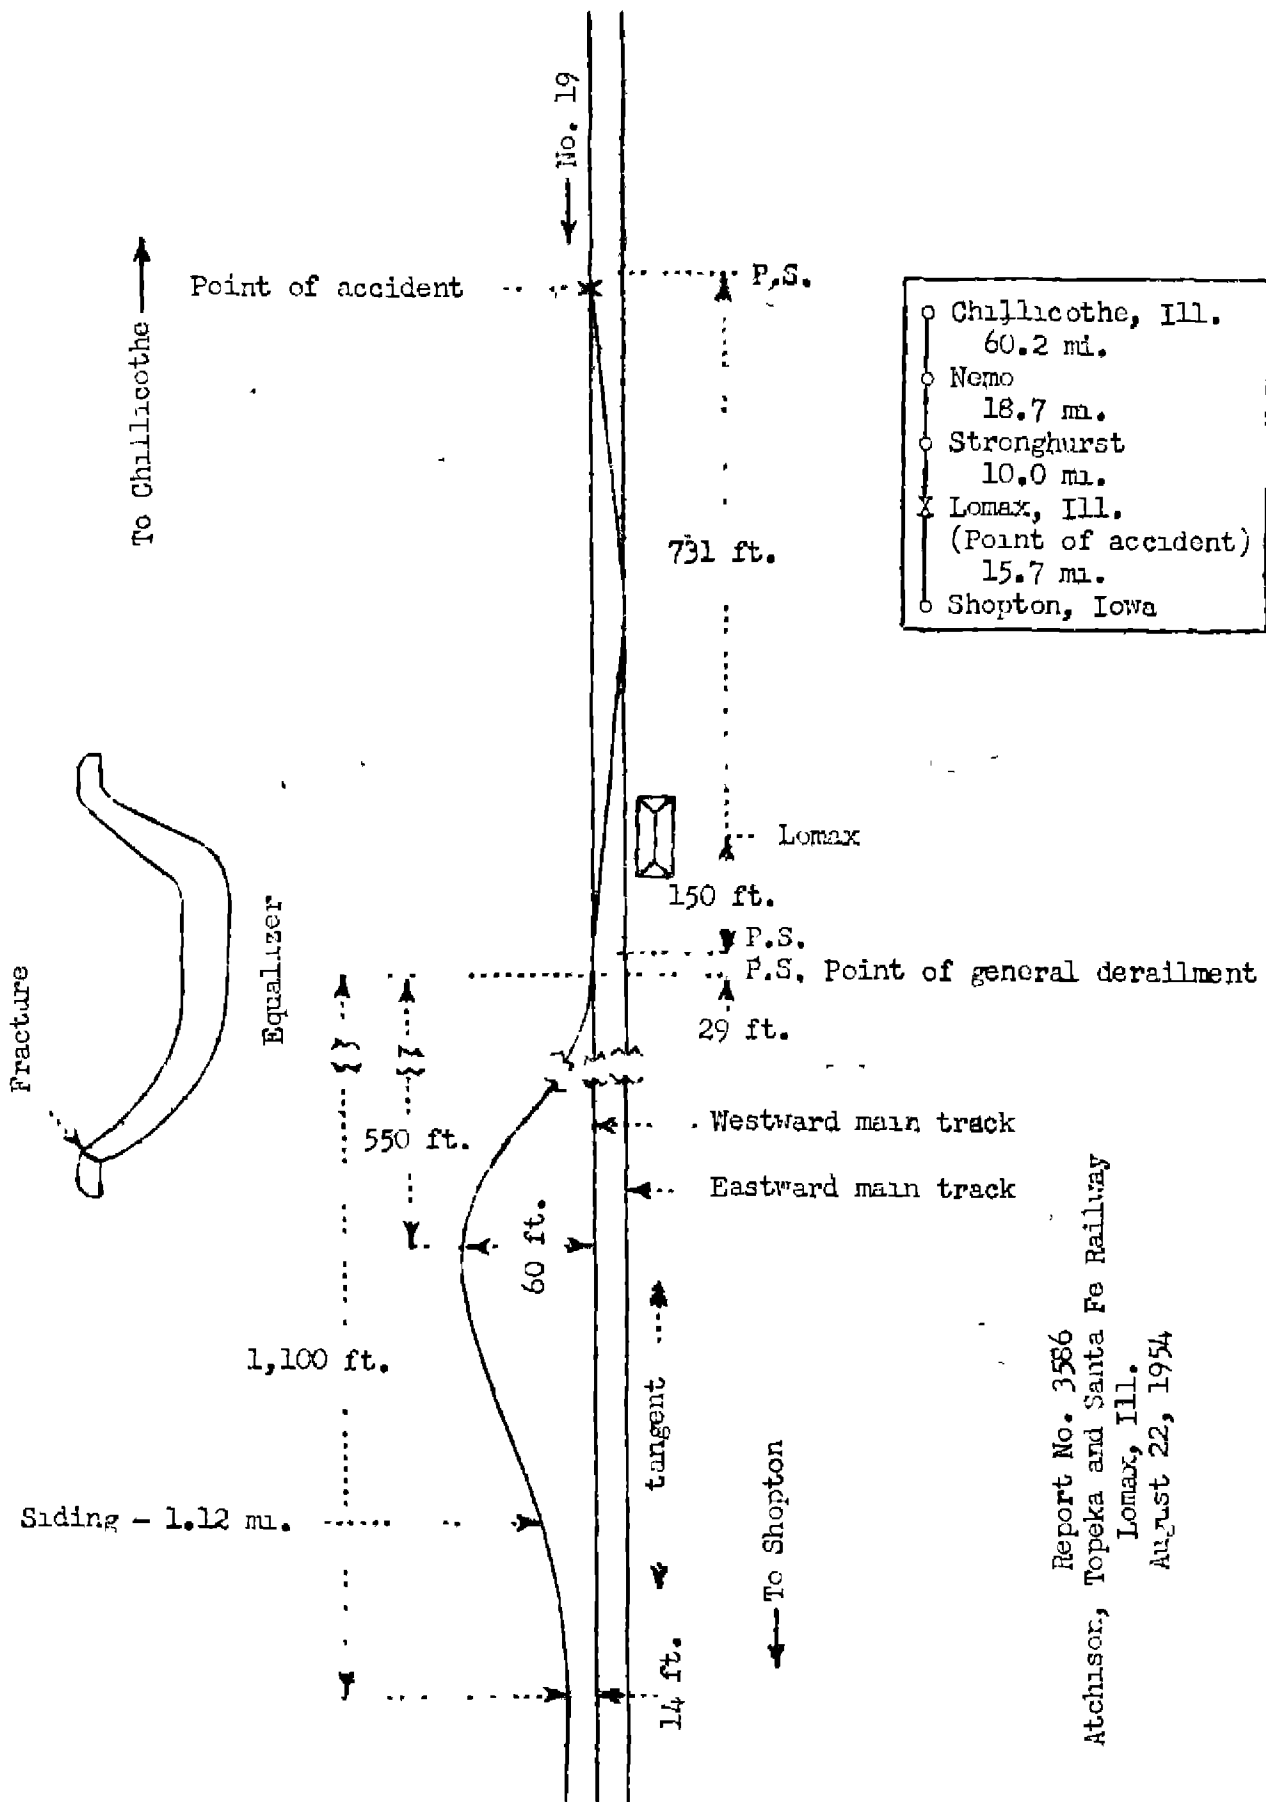 No. 19
To Chillicothe
Point of accident
P.S.
Chillicothe, Ill.
60.2 mi.
Nemo
18.7 mi.
Stronghurst
10.0 mi.
X Lomax, Ill.
(Point of accident)
15.7 mi.
Shopton, Iowa
731 ft.
Lomax
150 ft.
P.S.
P.S. Point of general derailment
29 ft.
Fracture
Equalizer
550 ft.
Westward main track
Eastward main track
60 ft.
1,100 ft.
tangent
Siding - 1.12 mi.
To Shopton
14 ft.
Report No. 3586
Atchison, Topeka and Santa Fe Railway
Lomax, Ill.
August 22, 1954